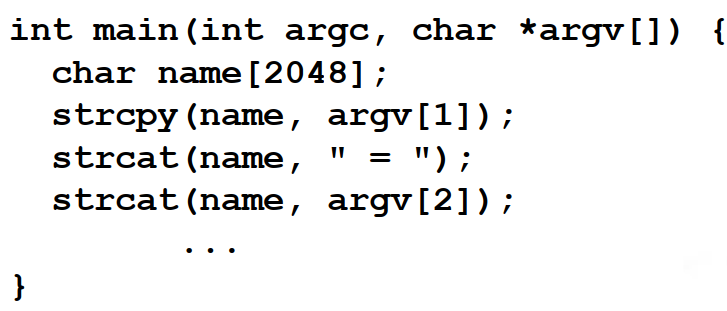 int main(int argc, char *argv[]) {
  char name[2048];
  strcpy(name, argv[1]);
  strcat(name, " = ");
  strcat(name, argv[2]);
        ...
}